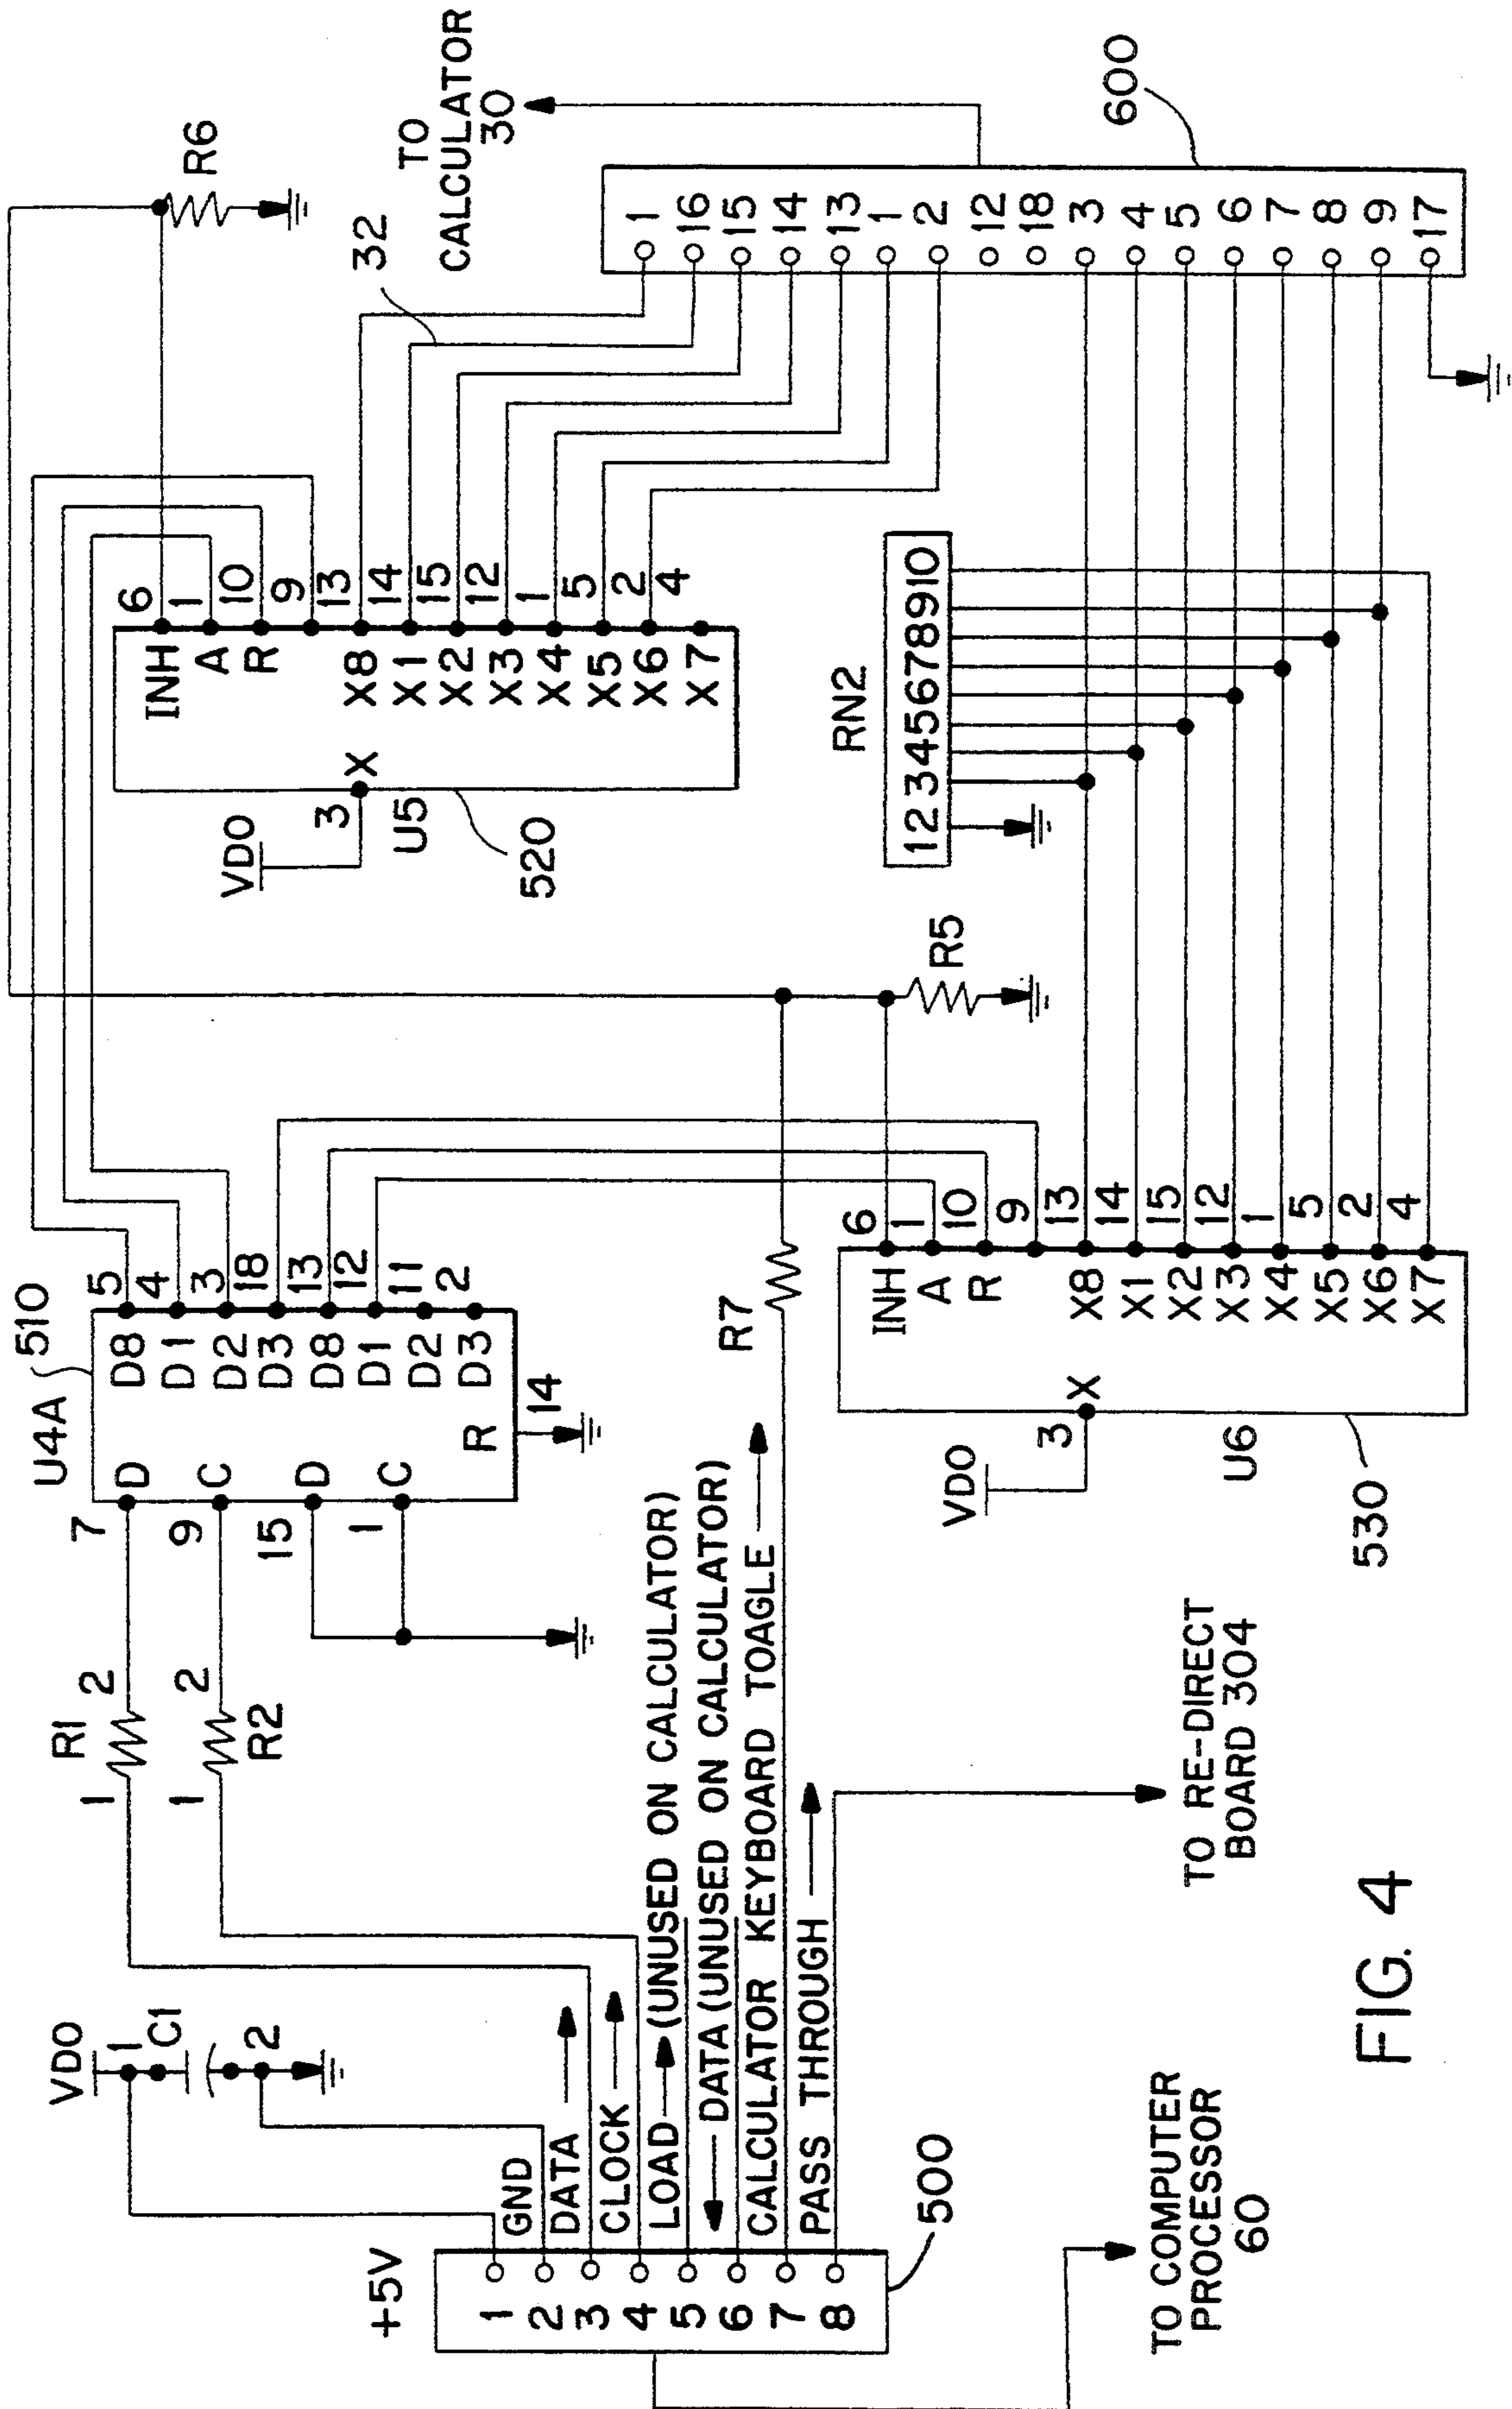 +5V
1
2
3
4
5
6
7
8
500
TO COMPUTER
PROCESSOR
60
GND
DATA
CLOCK
LOAD (UNUSED ON CALCULATOR)
DATA (UNUSED ON CALCULATOR)
CALCULATOR KEYBOARD TOAGLE
PASS THROUGH
TO RE-DIRECT
BOARD 304
VDO
1
C1
2
R1
1
2
1
2
R2
7
9
15
1
U4A
510
D
C
D
C
R
14
D8
D1
D2
D3
D8
D1
D2
D3
5
4
3
18
13
12
11
2
R7
R5
R6
VDO
3
X
U6
530
INH
A
R
X8
X1
X2
X3
X4
X5
X6
X7
6
1
10
9
13
14
15
12
1
5
2
4
VDO
3
X
U5
520
INH
A
R
X8
X1
X2
X3
X4
X5
X6
X7
6
1
10
9
13
14
15
12
1
5
2
4
RN2
12345678910
32
TO
CALCULATOR
30
1
16
15
14
13
1
2
12
18
3
4
5
6
7
8
9
17
600
FIG. 4